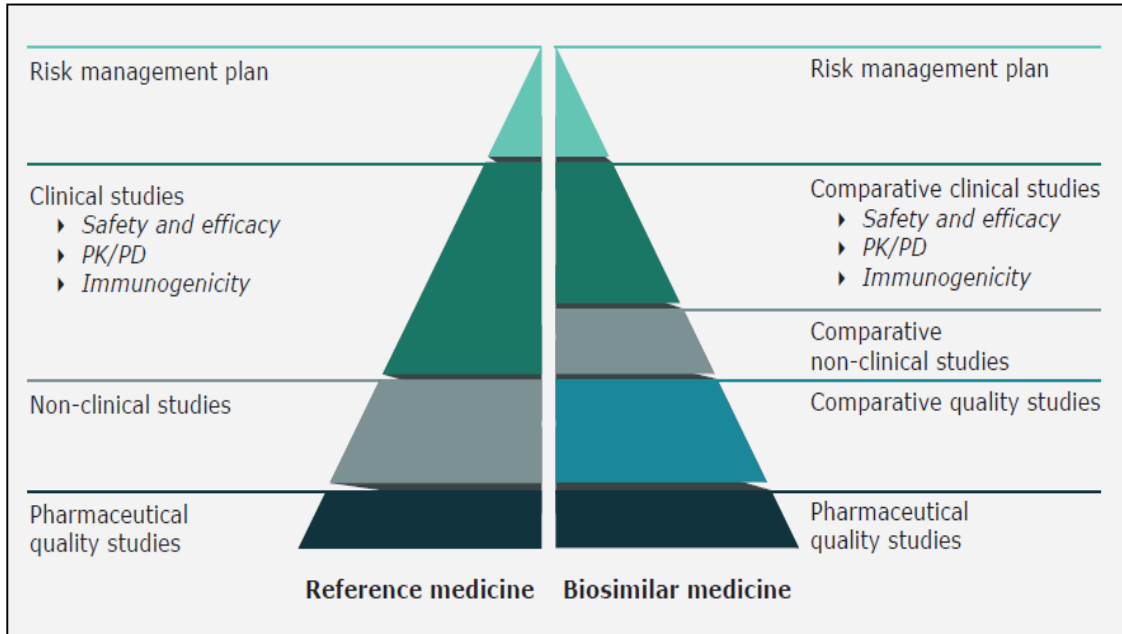 Risk management plan
Clinical studies
Safety and efficacy
PK/PD
Immunogenicity
Non-clinical studies
Pharmaceutical
quality studies
Reference medicine
Risk management plan
Comparative clinical studies
Safety and efficacy
PK/PD
Immunogenicity
Comparative
non-clinical studies
Comparative quality studies
Pharmaceutical
quality studies
Biosimilar medicine